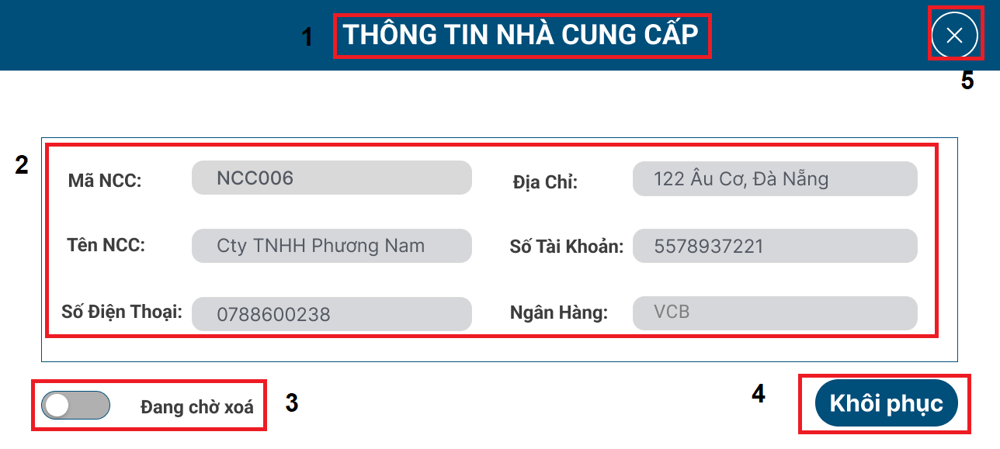 1 THÔNG TIN NHÀ CUNG CẤP
5
2
Mã NCC: NCC006 Địa Chỉ: 122 Âu Cơ, Đà Nẵng
Tên NCC: Cty TNHH Phương Nam Số Tài Khoản: 5578937221
Số Điện Thoại: 0788600238 Ngân Hàng: VCB
Đang chờ xoá 3 4 Khôi phục